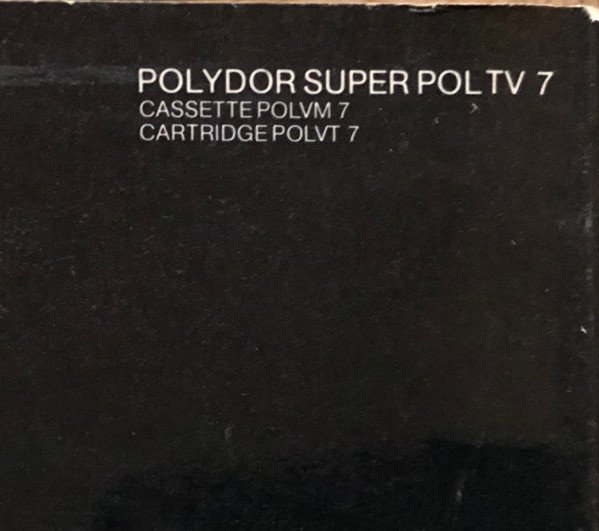 POLYDOR SUPER POLTV 7
CASSETTE POLVM 7
CARTRIDGE POLVT 7